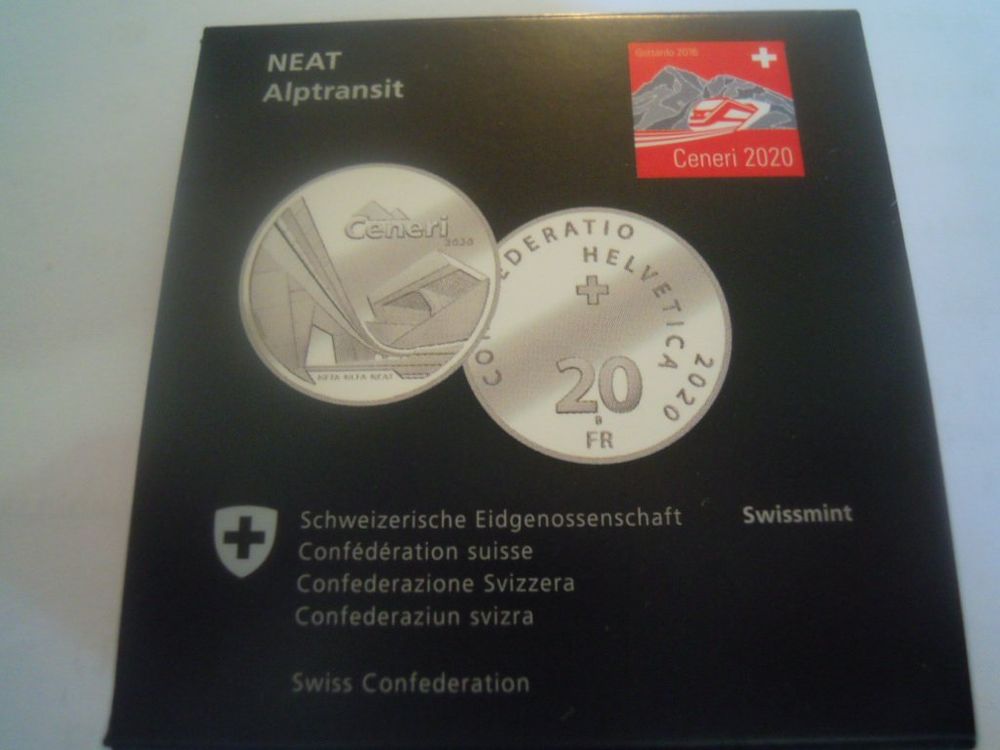 NEAT
Alptransit
Gottardo 2016
Ceneri 2020
Ceneri
2020
NEAT
CONFEDERATIO
HELVETICA 2020
20
B
FR
Schweizerische Eidgenossenschaft
Swissmint
Confédération suisse
Confederazione Svizzera
Confederaziun svizra
Swiss Confederation